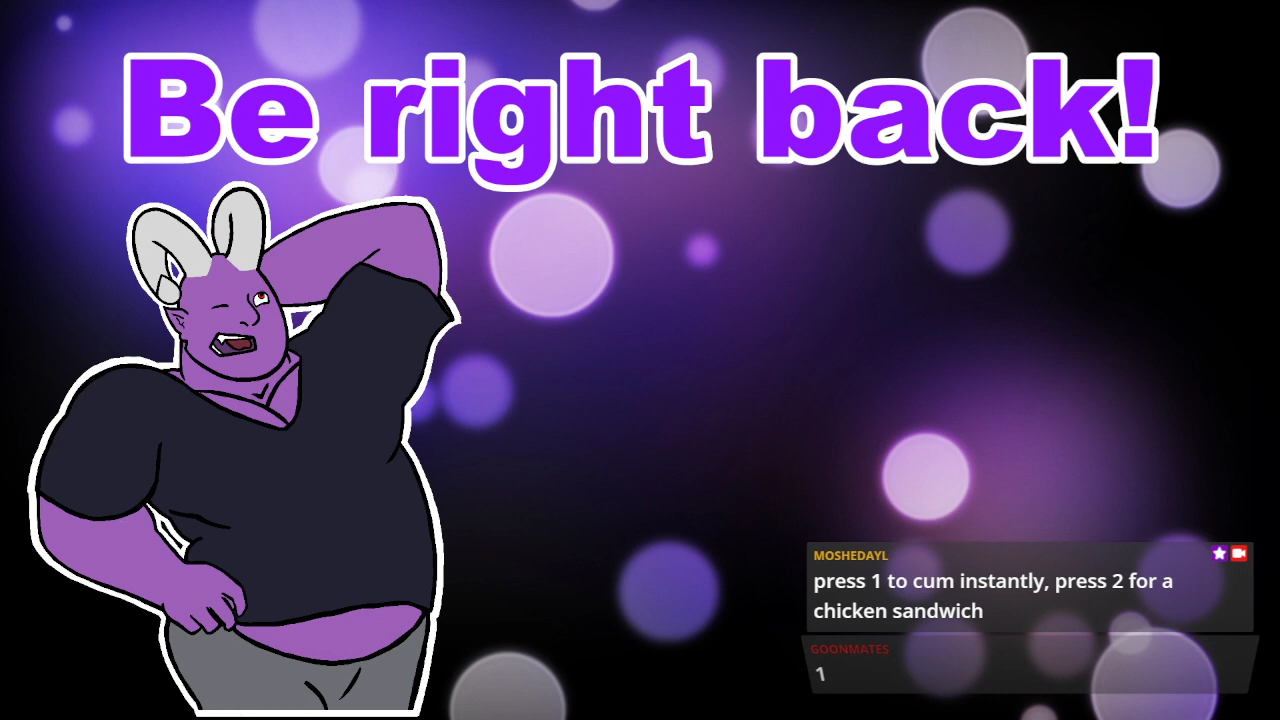 Be right back!
MOSHEDAYL
press 1 to cum instantly, press 2 for a
chicken sandwich
GOONMATES
1